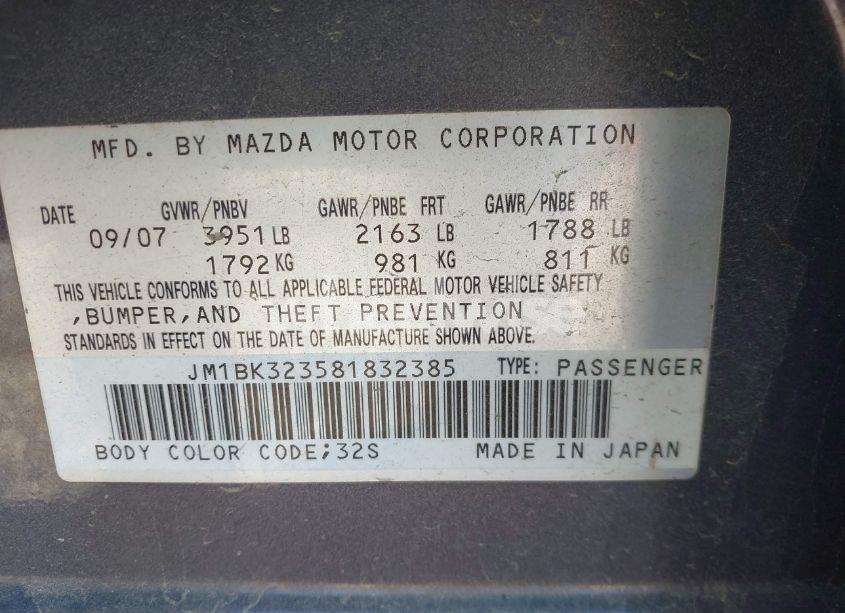 MFD. BY MAZDA MOTOR CORPORATION
DATE GVWR/PNBV GAWR/PNBE FRT GAWR/PNBE RR
09/07 3951 LB 2163 LB 1788 LB
1792 KG 981 KG 811 KG
THIS VEHICLE CONFORMS TO ALL APPLICABLE FEDERAL MOTOR VEHICLE SAFETY
,BUMPER,AND THEFT PREVENTION
STANDARDS IN EFFECT ON THE DATE OF MANUFACTURE SHOWN ABOVE.
JM1BK323581832385 TYPE: PASSENGER
BODY COLOR CODE;32S MADE IN JAPAN